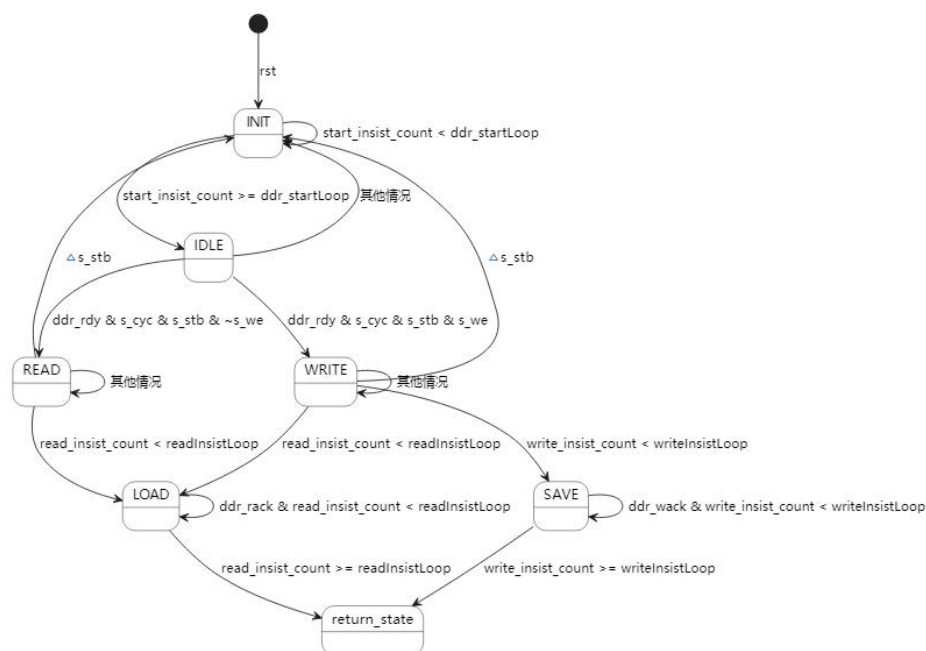 rst
INIT
start_insist_count < ddr_startLoop
start_insist_count >= ddr_startLoop
其他情况
IDLE
△s_stb
△s_stb
ddr_rdy & s_cyc & s_stb & ~s_we
ddr_rdy & s_cyc & s_stb & s_we
READ
其他情况
WRITE
其他情况
read_insist_count < readInsistLoop
read_insist_count < readInsistLoop
write_insist_count < writeInsistLoop
LOAD
ddr_rack & read_insist_count < readInsistLoop
SAVE
ddr_wack & write_insist_count < writeInsistLoop
read_insist_count >= readInsistLoop
write_insist_count >= writeInsistLoop
return_state